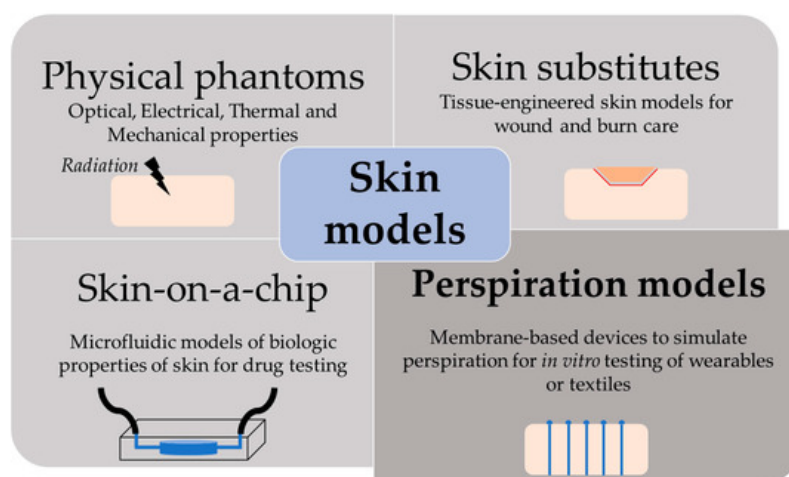 Physical phantoms
Optical, Electrical, Thermal and
Mechanical properties
Radiation
Skin substitutes
Tissue-engineered skin models for
wound and burn care
Skin
models
Skin-on-a-chip
Microfluidic models of biologic
properties of skin for drug testing
Perspiration models
Membrane-based devices to simulate
perspiration for in vitro testing of wearables
or textiles